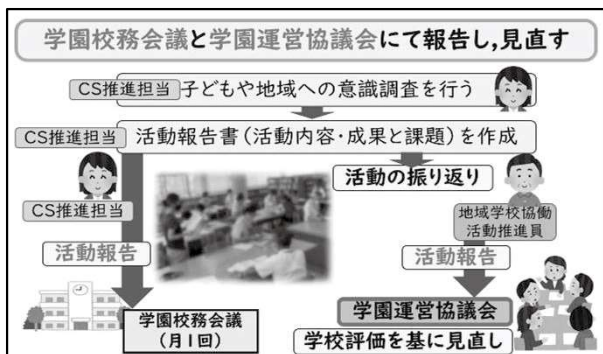 学園校務会議と学園運営協議会にて報告し,見直す
CS推進担当 子どもや地域への意識調査を行う
CS推進担当 活動報告書(活動内容・成果と課題)を作成
活動の振り返り
CS推進担当
地域学校協働
活動推進員
活動報告
活動報告
学園校務会議
(月1回)
学園運営協議会
学校評価を基に見直し